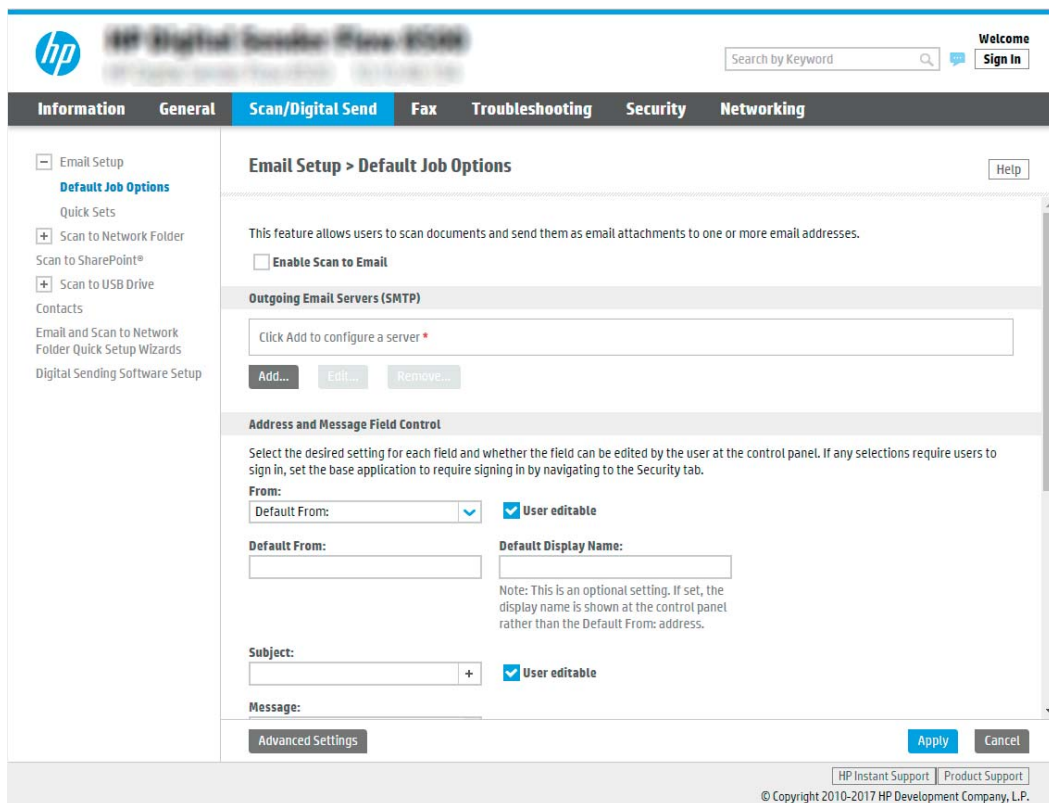 hp
Welcome
Search by Keyword
Sign In
Information General Scan/Digital Send Fax Troubleshooting Security Networking
Email Setup
Default Job Options
Quick Sets
Scan to Network Folder
Scan to SharePoint®
Scan to USB Drive
Contacts
Email and Scan to Network
Folder Quick Setup Wizards
Digital Sending Software Setup
Email Setup > Default Job Options
Help
This feature allows users to scan documents and send them as email attachments to one or more email addresses.
Enable Scan to Email
Outgoing Email Servers (SMTP)
Click Add to configure a server *
Add... Edit... Remove...
Address and Message Field Control
Select the desired setting for each field and whether the field can be edited by the user at the control panel. If any selections require users to
sign in, set the base application to require signing in by navigating to the Security tab.
From:
Default From: User editable
Default From: Default Display Name:
Note: This is an optional setting. If set, the
display name is shown at the control panel
rather than the Default From: address.
Subject:
+ User editable
Message:
Advanced Settings Apply Cancel
HP Instant Support Product Support
© Copyright 2010-2017 HP Development Company, L.P.